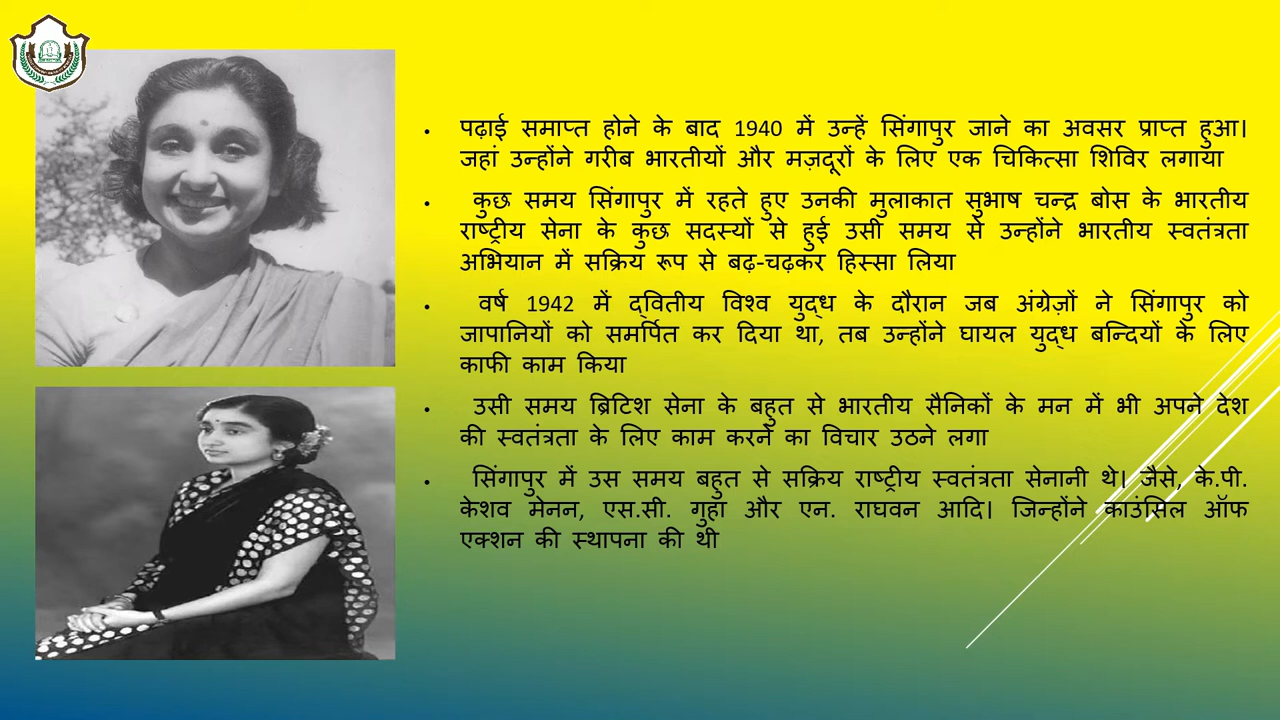 • पढ़ाई समाप्त होने के बाद 1940 में उन्हें सिंगापुर जाने का अवसर प्राप्त हुआ।
जहां उन्होंने गरीब भारतीयों और मज़दूरों के लिए एक चिकित्सा शिविर लगाया
• कुछ समय सिंगापुर में रहते हुए उनकी मुलाकात सुभाष चन्द्र बोस के भारतीय
राष्ट्रीय सेना के कुछ सदस्यों से हुई उसी समय से उन्होंने भारतीय स्वतंत्रता
अभियान में सक्रिय रूप से बढ़-चढ़कर हिस्सा लिया
• वर्ष 1942 में द्वितीय विश्व युद्ध के दौरान जब अंग्रेज़ों ने सिंगापुर को
जापानियों को समर्पित कर दिया था, तब उन्होंने घायल युद्ध बन्दियों के लिए
काफी काम किया
• उसी समय ब्रिटिश सेना के बहुत से भारतीय सैनिकों के मन में भी अपने देश
की स्वतंत्रता के लिए काम करने का विचार उठने लगा
• सिंगापुर में उस समय बहुत से सक्रिय राष्ट्रीय स्वतंत्रता सेनानी थे। जैसे, के.पी.
केशव मेनन, एस.सी. गुहा और एन. राघवन आदि। जिन्होंने काउंसिल ऑफ
एक्शन की स्थापना की थी